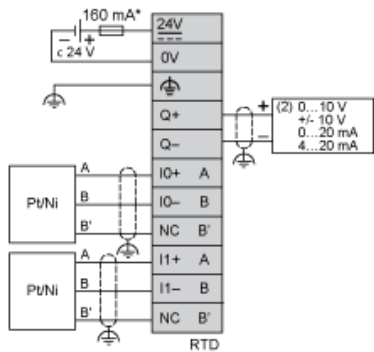 160 mA*
− +
c 24 V
24V
0V
Q+
Q–
+
−
(2) 0...10 V
+/- 10 V
0...20 mA
4...20 mA
Pt/Ni
A
B
B'
I0+ A
I0– B
NC B'
Pt/Ni
A
B
B'
I1+ A
I1– B
NC B'
RTD